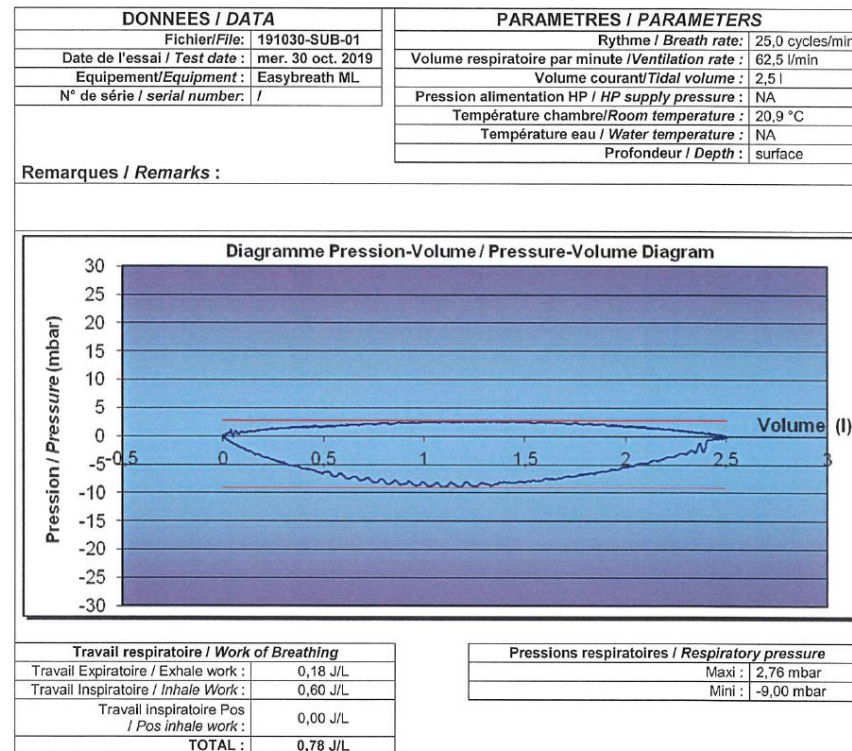 DONNEES / DATA
Fichier/File: 191030-SUB-01
Date de l'essai / Test date : mer. 30 oct. 2019
Equipement/Equipment : Easybreath ML
N° de série / serial number: /
PARAMETRES / PARAMETERS
Rythme / Breath rate: 25,0 cycles/min
Volume respiratoire par minute /Ventilation rate : 62,5 l/min
Volume courant/Tidal volume : 2,5 l
Pression alimentation HP / HP supply pressure : NA
Température chambre/Room temperature : 20,9 °C
Température eau / Water temperature : NA
Profondeur / Depth : surface
Remarques / Remarks :
Diagramme Pression-Volume / Pressure-Volume Diagram
Pression / Pressure (mbar)
30
25
20
15
10
5
0
-5
-10
-15
-20
-25
-30
Volume (l)
-0,5 0 0,5 1 1,5 2 2,5 3
Travail respiratoire / Work of Breathing
Travail Expiratoire / Exhale work : 0,18 J/L
Travail Inspiratoire / Inhale Work : 0,60 J/L
Travail inspiratoire Pos
/ Pos inhale work : 0,00 J/L
TOTAL : 0,78 J/L
Pressions respiratoires / Respiratory pressure
Maxi : 2,76 mbar
Mini : -9,00 mbar